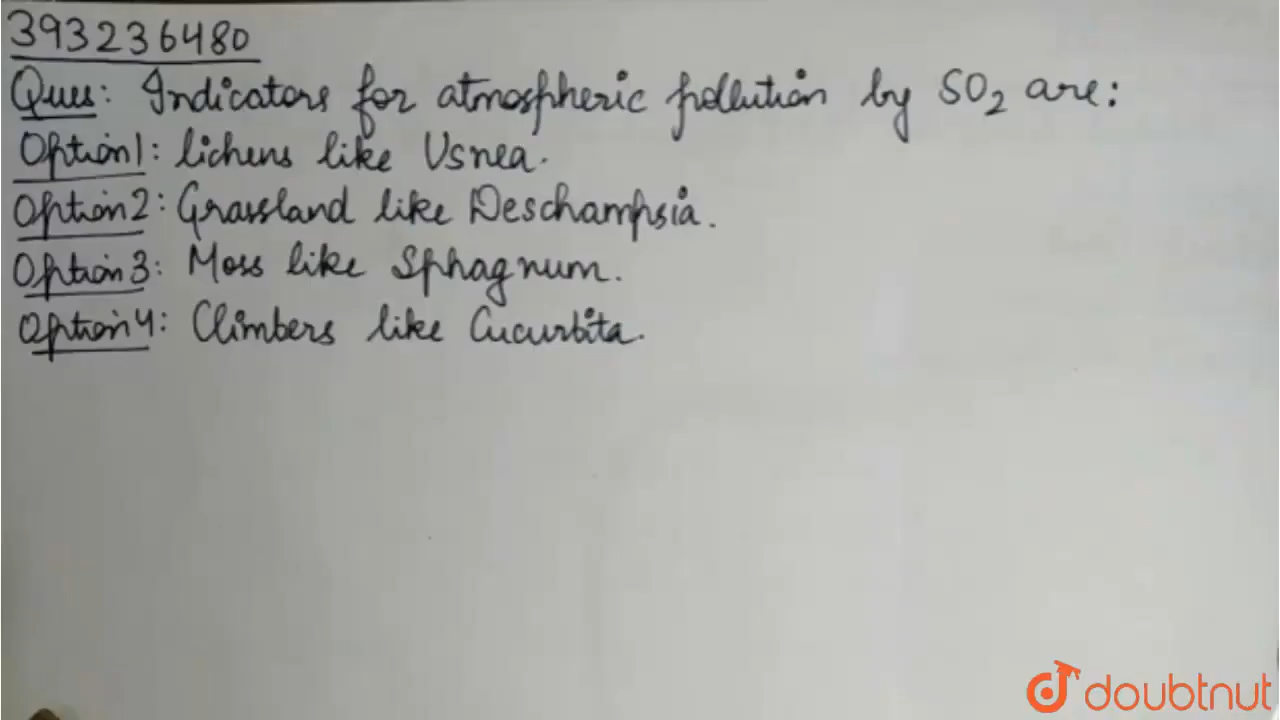 393236480
Ques: Indicators for atmospheric pollution by SO₂ are:
Option1: lichens like Usnea.
Option2: Grassland like Deschampsia.
Option3: Moss like Sphagnum.
Option4: Climbers like Cucurbita.
doubtnut